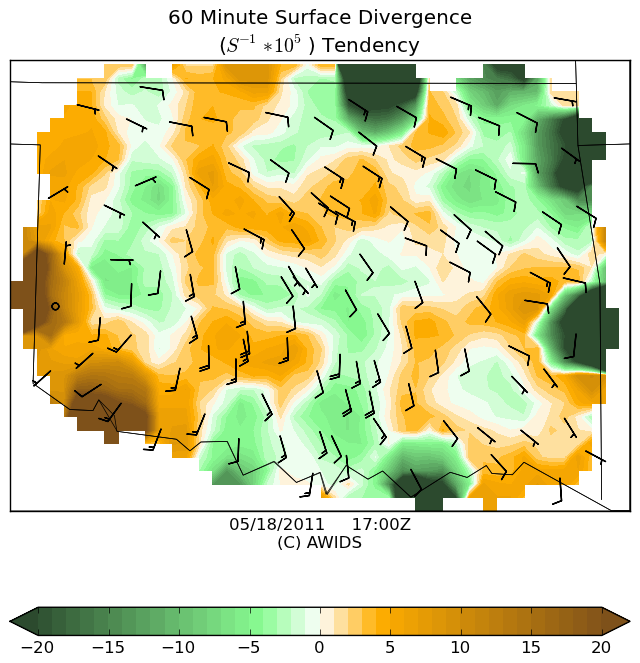 60 Minute Surface Divergence
(S⁻¹ * 10⁵ ) Tendency
05/18/2011 17:00Z
(C) AWIDS
−20 −15 −10 −5 0 5 10 15 20